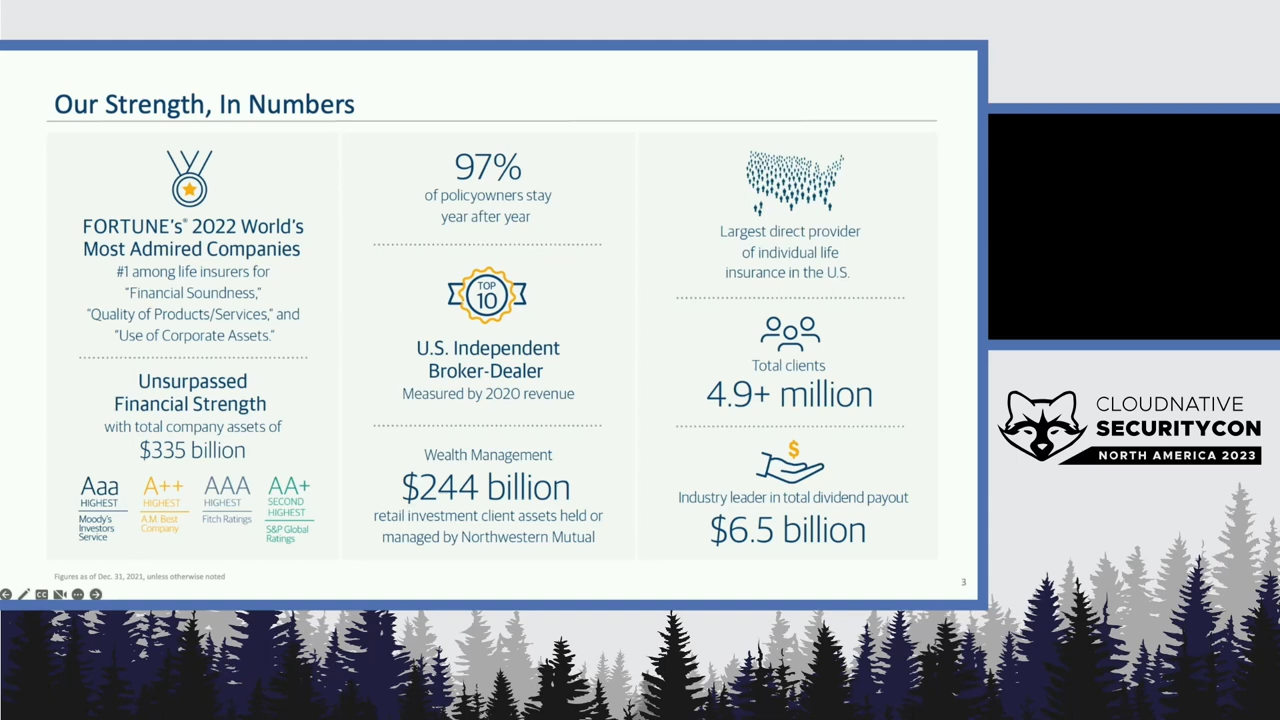 Our Strength, In Numbers
FORTUNE's® 2022 World's
Most Admired Companies
#1 among life insurers for
"Financial Soundness,"
"Quality of Products/Services," and
"Use of Corporate Assets."
Unsurpassed
Financial Strength
with total company assets of
$335 billion
Aaa
HIGHEST
Moody's
Investors
Service
A++
HIGHEST
A.M. Best
Company
AAA
HIGHEST
Fitch Ratings
AA+
SECOND
HIGHEST
S&P Global
Ratings
97%
of policyowners stay
year after year
TOP
10
U.S. Independent
Broker-Dealer
Measured by 2020 revenue
Wealth Management
$244 billion
retail investment client assets held or
managed by Northwestern Mutual
Largest direct provider
of individual life
insurance in the U.S.
Total clients
4.9+ million
$
Industry leader in total dividend payout
$6.5 billion
Figures as of Dec. 31, 2021, unless otherwise noted
3
CC
CLOUDNATIVE
SECURITYCON
NORTH AMERICA 2023